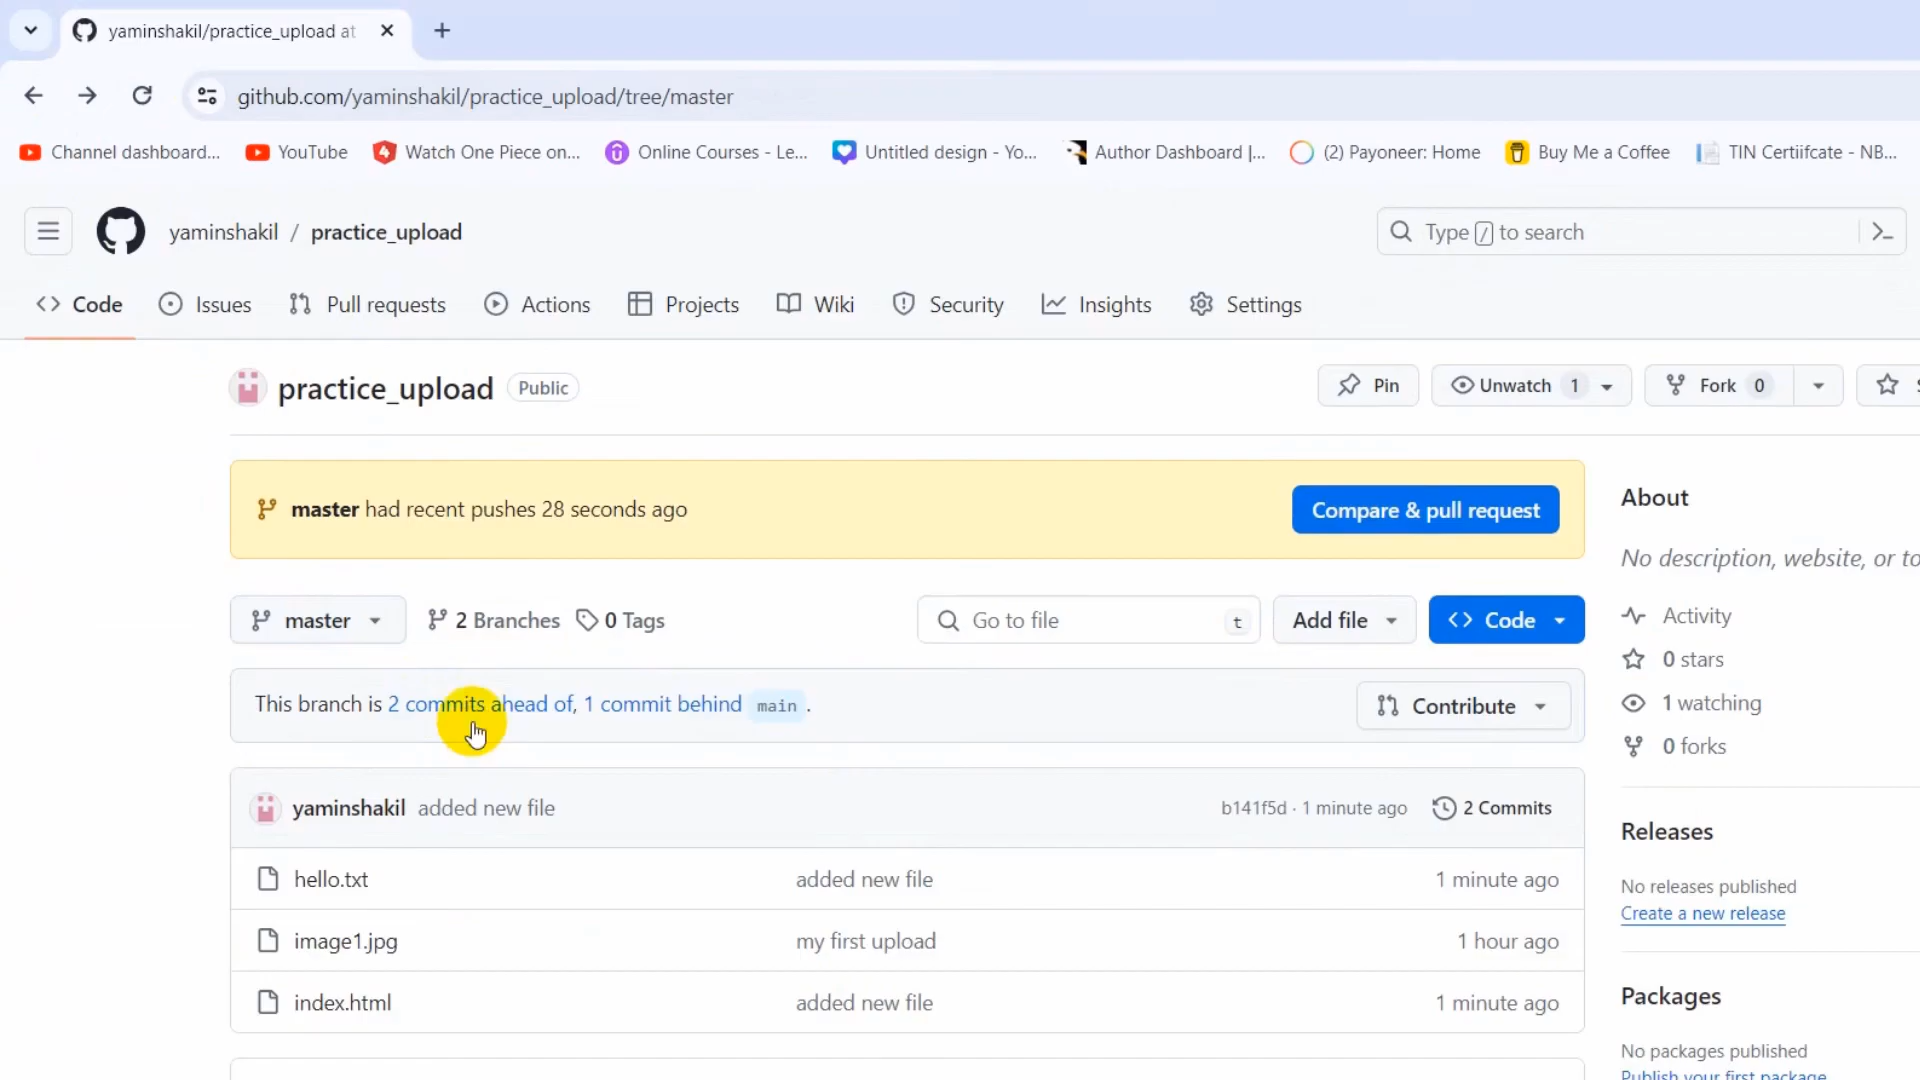 yaminshakil/practice_upload at
github.com/yaminshakil/practice_upload/tree/master
Channel dashboard... YouTube Watch One Piece on... Online Courses - Le... Untitled design - Yo... Author Dashboard |... (2) Payoneer: Home Buy Me a Coffee TIN Certiifcate - NB...
yaminshakil / practice_upload Type / to search
Code Issues Pull requests Actions Projects Wiki Security Insights Settings
practice_upload Public Pin Unwatch 1 Fork 0
master had recent pushes 28 seconds ago Compare & pull request
About
No description, website, or to
master 2 Branches 0 Tags Go to file t Add file Code
Activity
0 stars
1 watching
0 forks
This branch is 2 commits ahead of, 1 commit behind main . Contribute
yaminshakil added new file b141f5d · 1 minute ago 2 Commits
hello.txt added new file 1 minute ago
image1.jpg my first upload 1 hour ago
index.html added new file 1 minute ago
Releases
No releases published
Create a new release
Packages
No packages published
Publish your first package